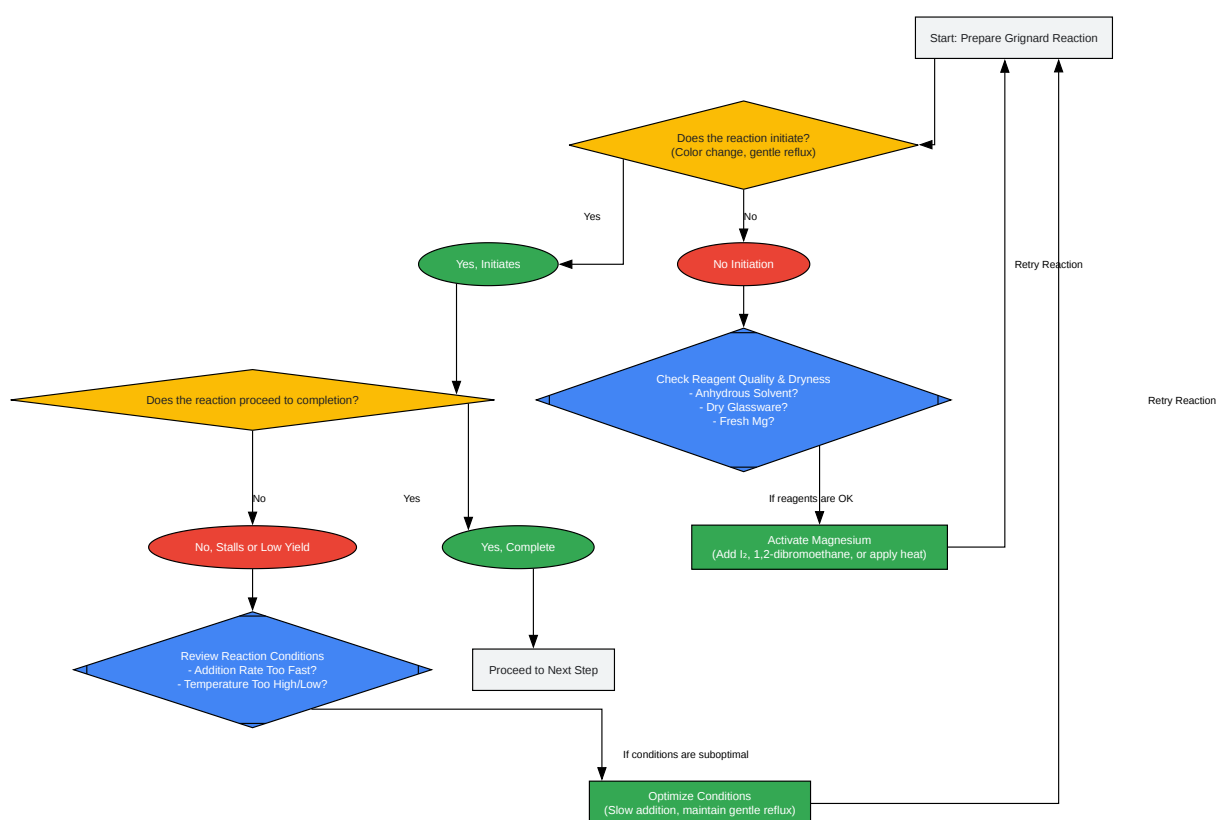 Start: Prepare Grignard Reaction
Does the reaction initiate?
(Color change, gentle reflux)
Yes
No
Yes, Initiates
No Initiation
Retry Reaction
Check Reagent Quality & Dryness
- Anhydrous Solvent?
- Dry Glassware?
- Fresh Mg?
Does the reaction proceed to completion?
Retry Reaction
No
Yes
If reagents are OK
No, Stalls or Low Yield
Yes, Complete
Activate Magnesium
(Add I₂, 1,2-dibromoethane, or apply heat)
Review Reaction Conditions
- Addition Rate Too Fast?
- Temperature Too High/Low?
Proceed to Next Step
If conditions are suboptimal
Optimize Conditions
(Slow addition, maintain gentle reflux)